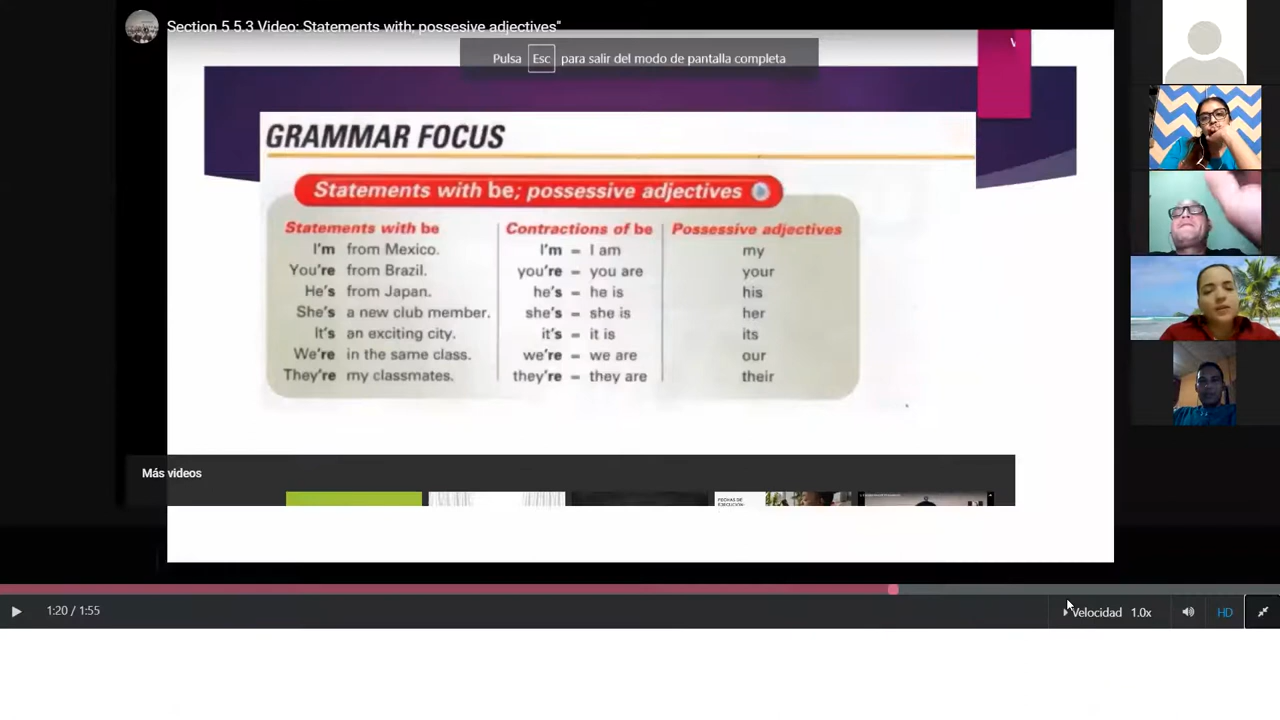 Section 5 5.3 Video: Statements with; possesive adjectives"
Pulsa Esc para salir del modo de pantalla completa
GRAMMAR FOCUS
Statements with be; possessive adjectives
Statements with be Contractions of be Possessive adjectives
I'm from Mexico. I'm = I am my
You're from Brazil. you're = you are your
He's from Japan. he's = he is his
She's a new club member. she's = she is her
It's an exciting city. it's = it is its
We're in the same class. we're = we are our
They're my classmates. they're = they are their
Más videos
FECHAS DE
1:20 / 1:55
Velocidad 1.0x
HD